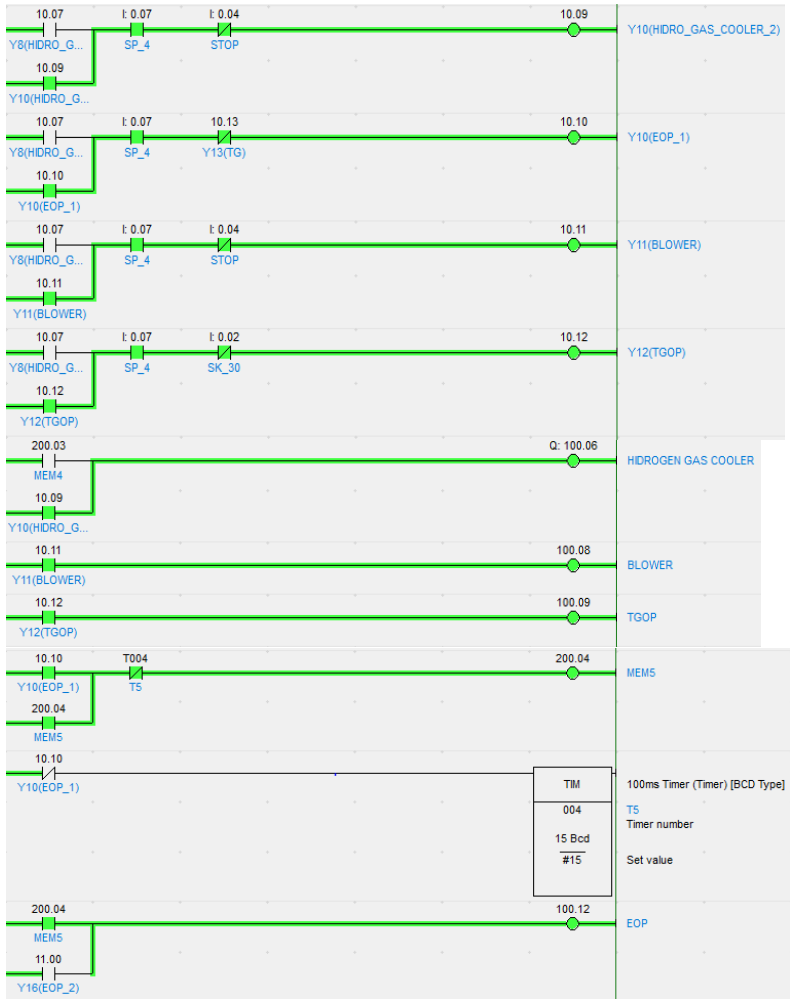 10.07 I: 0.07 I: 0.04 10.09
Y8(HIDRO_G... SP_4 STOP Y10(HIDRO_GAS_COOLER_2)
10.09
Y10(HIDRO_G...
10.07 I: 0.07 10.13 10.10
Y8(HIDRO_G... SP_4 Y13(TG) Y10(EOP_1)
10.10
Y10(EOP_1)
10.07 I: 0.07 I: 0.04 10.11
Y8(HIDRO_G... SP_4 STOP Y11(BLOWER)
10.11
Y11(BLOWER)
10.07 I: 0.07 I: 0.02 10.12
Y8(HIDRO_G... SP_4 SK_30 Y12(TGOP)
10.12
Y12(TGOP)
200.03 Q: 100.06
MEM4 HIDROGEN GAS COOLER
10.09
Y10(HIDRO_G...
10.11 100.08
Y11(BLOWER) BLOWER
10.12 100.09
Y12(TGOP) TGOP
10.10 T004 200.04
Y10(EOP_1) T5 MEM5
200.04
MEM5
10.10
Y10(EOP_1) TIM 100ms Timer (Timer) [BCD Type]
004 T5
Timer number
15 Bcd
#15 Set value
200.04 100.12
MEM5 EOP
11.00
Y16(EOP_2)